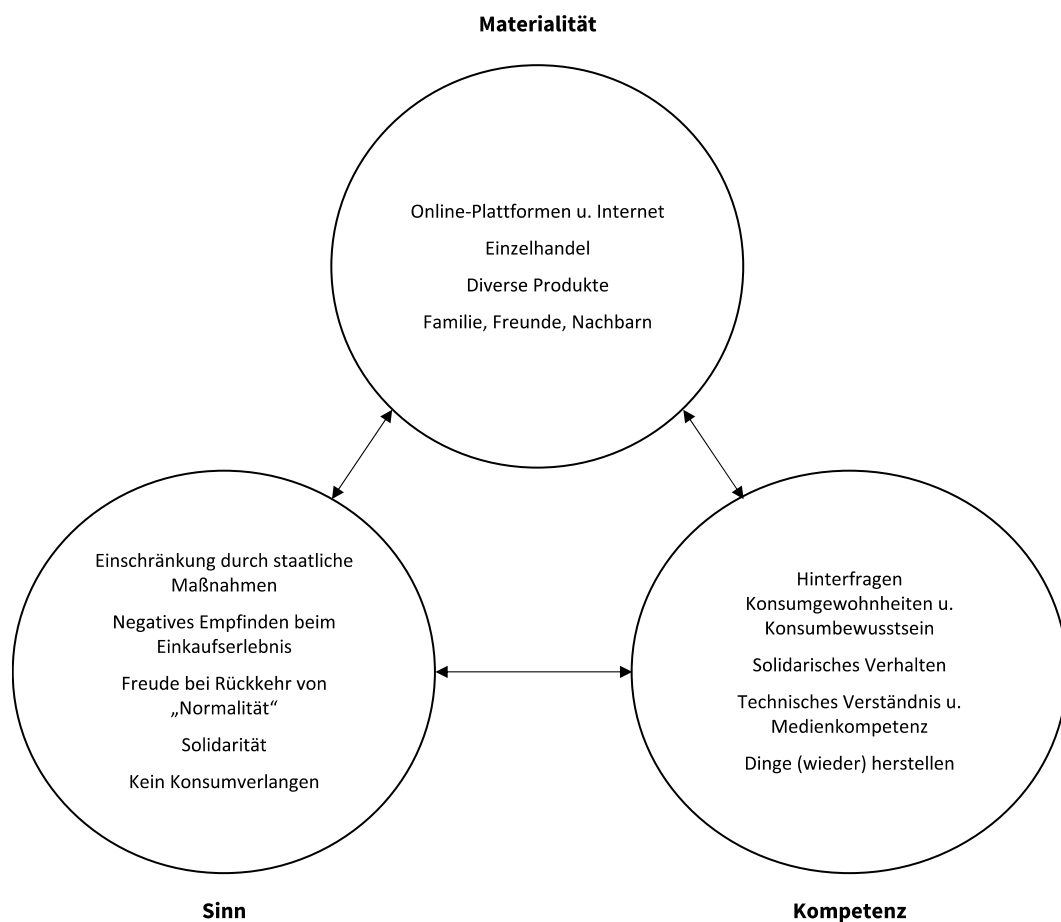 Materialität
Online-Plattformen u. Internet
Einzelhandel
Diverse Produkte
Familie, Freunde, Nachbarn
Einschränkung durch staatliche
Maßnahmen
Negatives Empfinden beim
Einkaufserlebnis
Freude bei Rückkehr von
„Normalität“
Solidarität
Kein Konsumverlangen
Hinterfragen
Konsumgewohnheiten u.
Konsumbewusstsein
Solidarisches Verhalten
Technisches Verständnis u.
Medienkompetenz
Dinge (wieder) herstellen
Sinn
Kompetenz